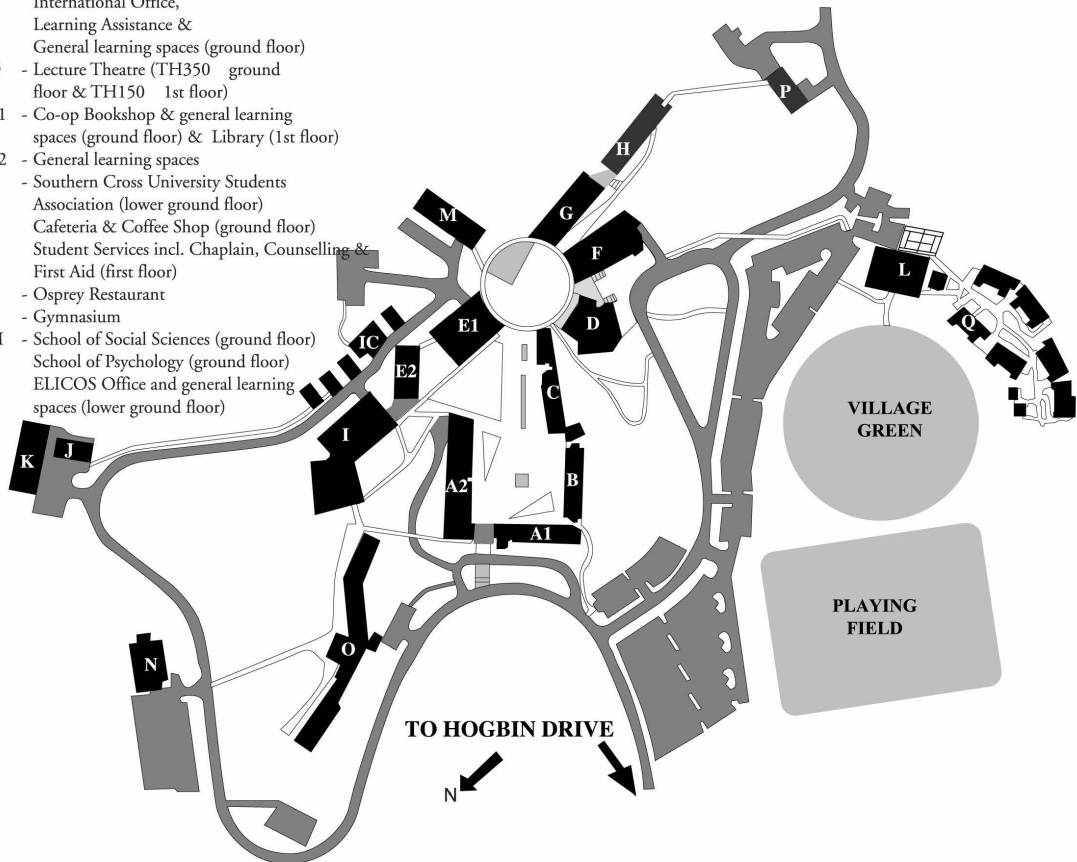 International Office,
Learning Assistance &
General learning spaces (ground floor)
- Lecture Theatre (TH350 ground
floor & TH150 1st floor)
1 - Co-op Bookshop & general learning
spaces (ground floor) & Library (1st floor)
2 - General learning spaces
- Southern Cross University Students
Association (lower ground floor)
Cafeteria & Coffee Shop (ground floor)
Student Services incl. Chaplain, Counselling &
First Aid (first floor)
- Osprey Restaurant
- Gymnasium
- School of Social Sciences (ground floor)
School of Psychology (ground floor)
ELICOS Office and general learning
spaces (lower ground floor)
P
H
M
G
F
L
E1
D
Q
IC
E2
C
VILLAGE
GREEN
I
K
J
A2
B
A1
PLAYING
FIELD
N
O
TO HOGBIN DRIVE
N